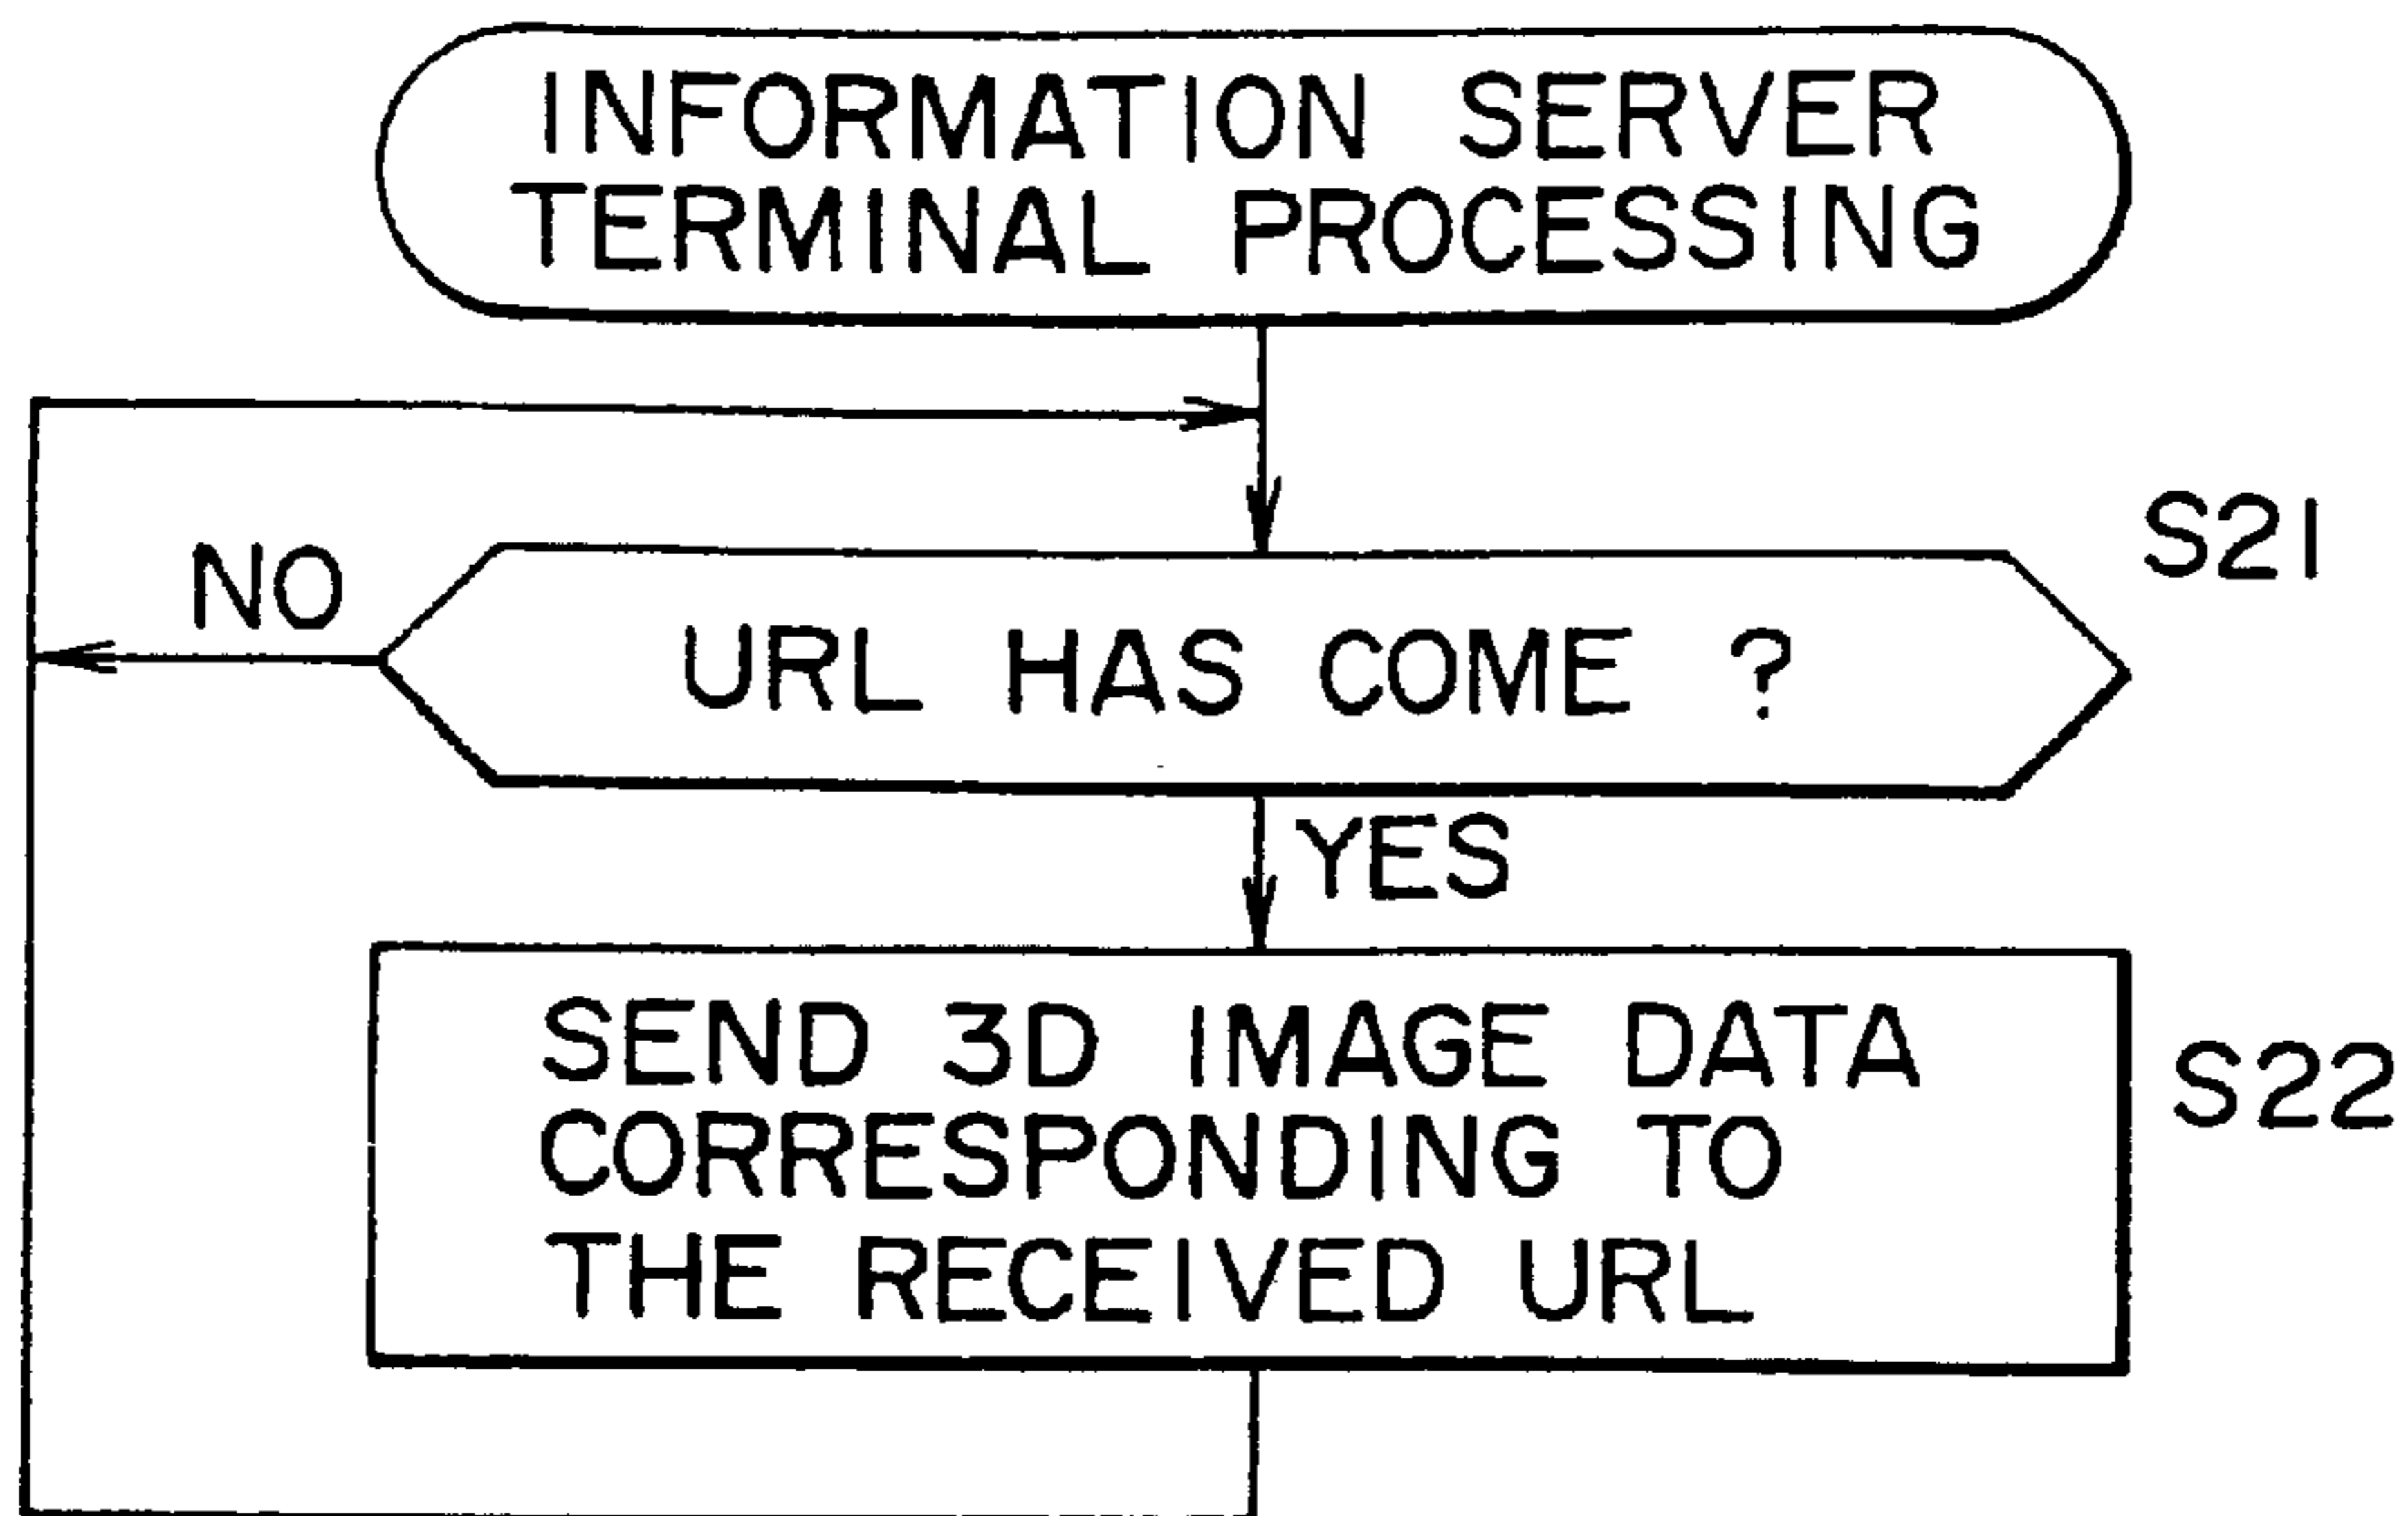 INFORMATION SERVER
TERMINAL PROCESSING
S21
NO
URL HAS COME ?
YES
SEND 3D IMAGE DATA
CORRESPONDING TO
THE RECEIVED URL
S22